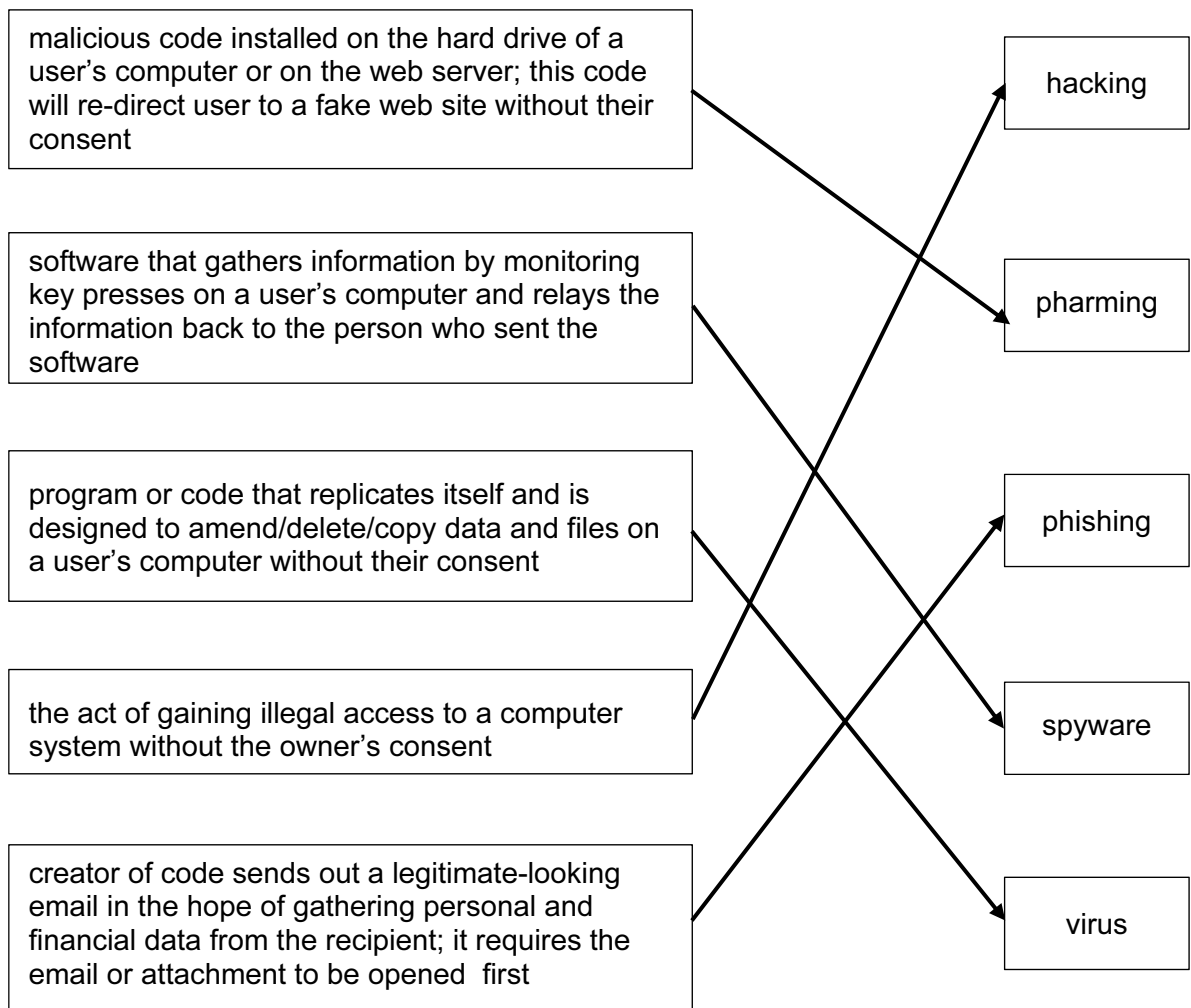 malicious code installed on the hard drive of a
user's computer or on the web server; this code
will re-direct user to a fake web site without their
consent
hacking
software that gathers information by monitoring
key presses on a user's computer and relays the
information back to the person who sent the
software
pharming
program or code that replicates itself and is
designed to amend/delete/copy data and files on
a user's computer without their consent
phishing
the act of gaining illegal access to a computer
system without the owner's consent
spyware
creator of code sends out a legitimate-looking
email in the hope of gathering personal and
financial data from the recipient; it requires the
email or attachment to be opened first
virus